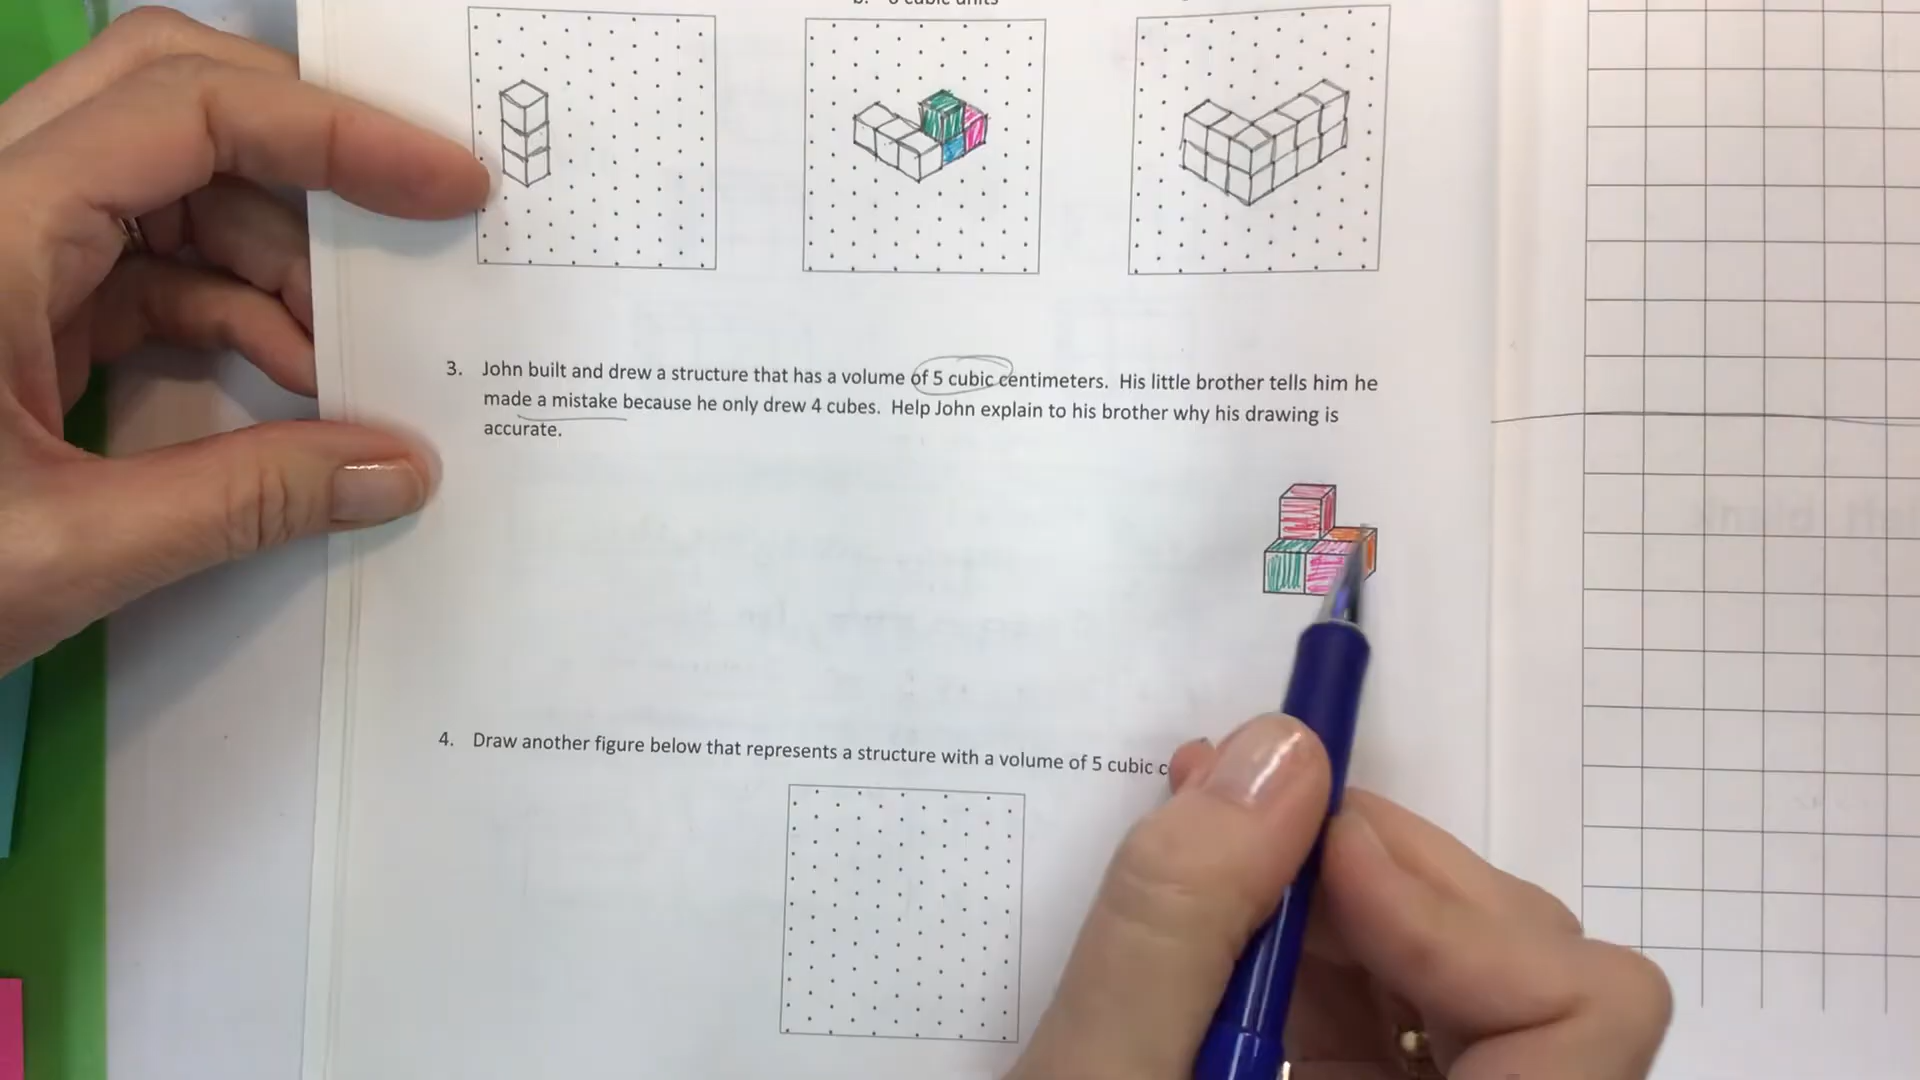 3. John built and drew a structure that has a volume of 5 cubic centimeters. His little brother tells him he
made a mistake because he only drew 4 cubes. Help John explain to his brother why his drawing is
accurate.
4. Draw another figure below that represents a structure with a volume of 5 cubic c